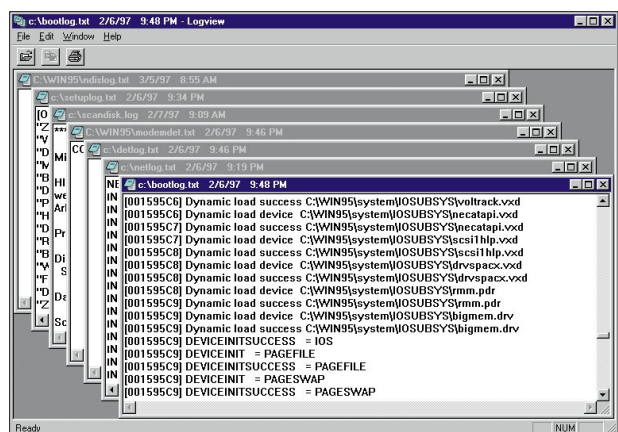 c:\bootlog.txt 2/6/97 9:48 PM - Logview
File Edit Window Help
C:\WIN95\ndislog.txt 3/5/97 8:55 AM
c:\setuplog.txt 2/6/97 9:34 PM
c:\scandisk.log 2/7/97 9:09 AM
C:\WIN95\modemdet.txt 2/6/97 9:46 PM
c:\detlog.txt 2/6/97 9:46 PM
c:\netlog.txt 2/6/97 9:19 PM
c:\bootlog.txt 2/6/97 9:48 PM
[001595C6] Dynamic load success C:\WIN95\system\IOSUBSYS\voltrack.vxd
[001595C6] Dynamic load device C:\WIN95\system\IOSUBSYS\necatapi.vxd
[001595C7] Dynamic load success C:\WIN95\system\IOSUBSYS\necatapi.vxd
[001595C7] Dynamic load device C:\WIN95\system\IOSUBSYS\scsi1hlp.vxd
[001595C8] Dynamic load success C:\WIN95\system\IOSUBSYS\scsi1hlp.vxd
[001595C8] Dynamic load device C:\WIN95\system\IOSUBSYS\drvspacx.vxd
[001595C8] Dynamic load success C:\WIN95\system\IOSUBSYS\drvspacx.vxd
[001595C8] Dynamic load device C:\WIN95\system\IOSUBSYS\rmm.pdr
[001595C9] Dynamic load success C:\WIN95\system\IOSUBSYS\rmm.pdr
[001595C9] Dynamic load device C:\WIN95\system\IOSUBSYS\bigmem.drv
[001595C9] Dynamic load success C:\WIN95\system\IOSUBSYS\bigmem.drv
[001595C9] DEVICEINITSUCCESS = IOS
[001595C9] DEVICEINIT = PAGEFILE
[001595C9] DEVICEINITSUCCESS = PAGEFILE
[001595C9] DEVICEINIT = PAGESWAP
[001595C9] DEVICEINITSUCCESS = PAGESWAP
Ready
NUM